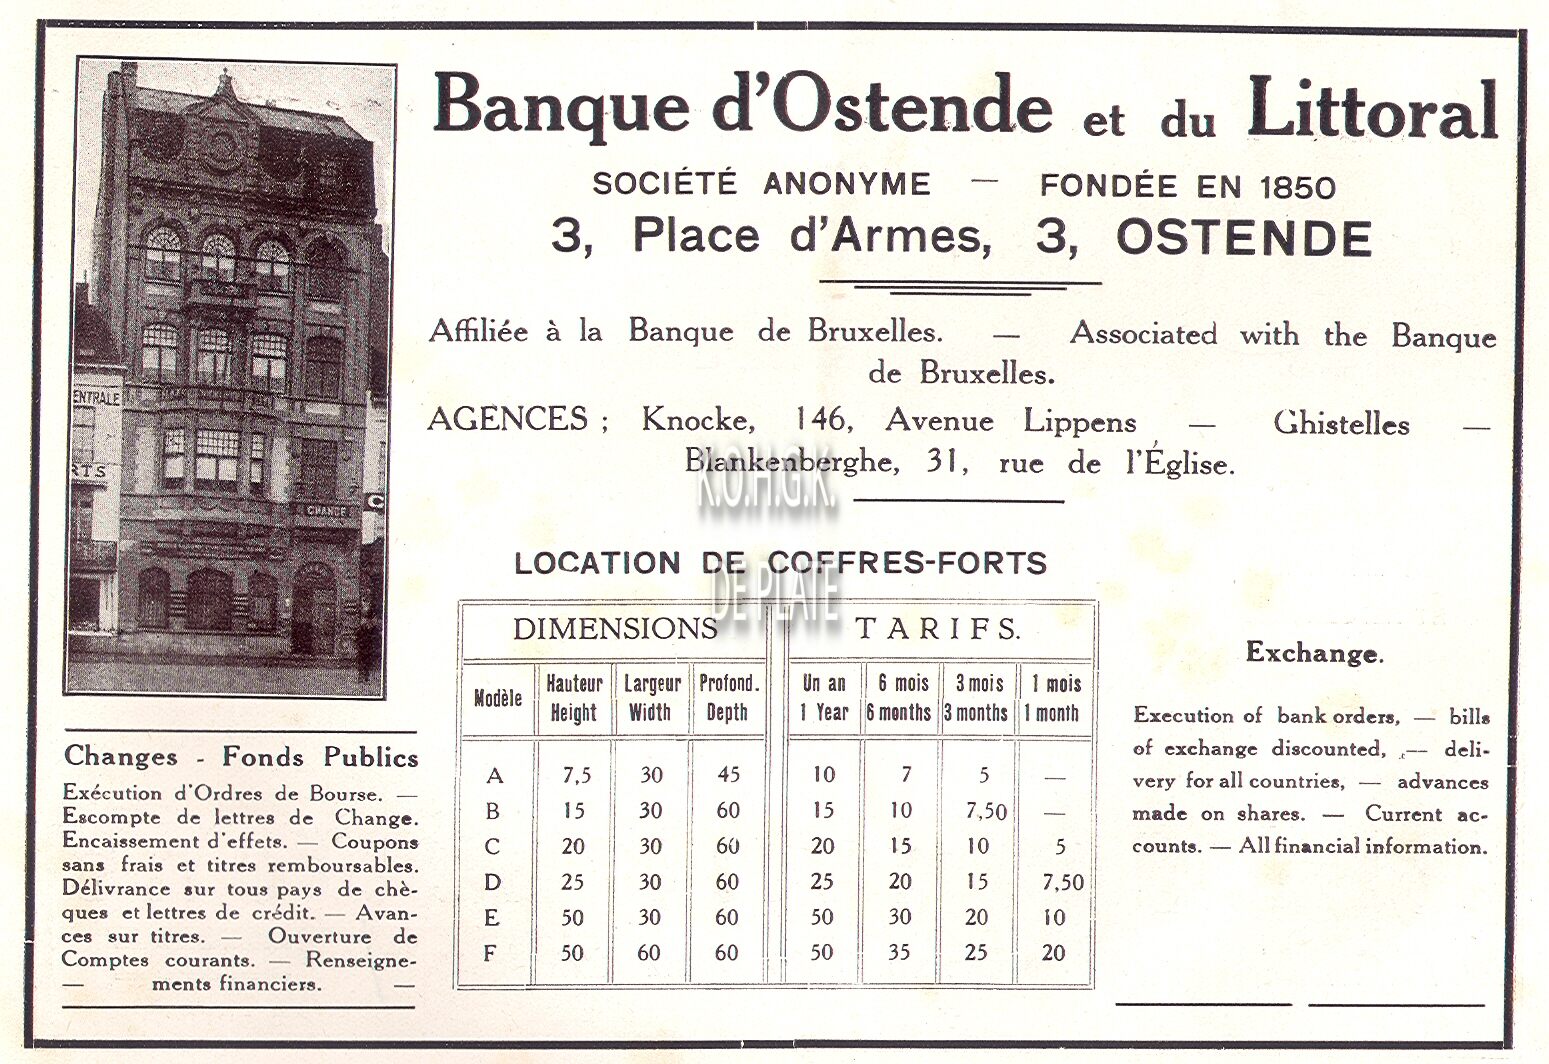 Banque d'Ostende et du Littoral
SOCIÉTÉ ANONYME — FONDÉE EN 1850
3, Place d'Armes, 3, OSTENDE
Affiliée à la Banque de Bruxelles. — Associated with the Banque
de Bruxelles.
AGENCES ; Knocke, 146, Avenue Lippens — Ghistelles —
Blankenberghe, 31, rue de l'Église.
K.O.H.G.K.
DE PLATE
ENTRALE
RTS
C
CHANGE
Changes - Fonds Publics
Exécution d'Ordres de Bourse. —
Escompte de lettres de Change.
Encaissement d'effets. — Coupons
sans frais et titres remboursables.
Délivrance sur tous pays de chè-
ques et lettres de crédit. — Avan-
ces sur titres. — Ouverture de
Comptes courants. — Renseigne-
— ments financiers. —
LOCATION DE COFFRES-FORTS
DIMENSIONS TARIFS.
Modèle Hauteur Largeur Profond. Un an 6 mois 3 mois 1 mois
Height Width Depth 1 Year 6 months 3 months 1 month
A 7,5 30 45 10 7 5 —
B 15 30 60 15 10 7,50 —
C 20 30 60 20 15 10 5
D 25 30 60 25 20 15 7,50
E 50 30 60 50 30 20 10
F 50 60 60 50 35 25 20
Exchange.
Execution of bank orders, — bills
of exchange discounted, — deli-
very for all countries, — advances
made on shares. — Current ac-
counts. — All financial information.